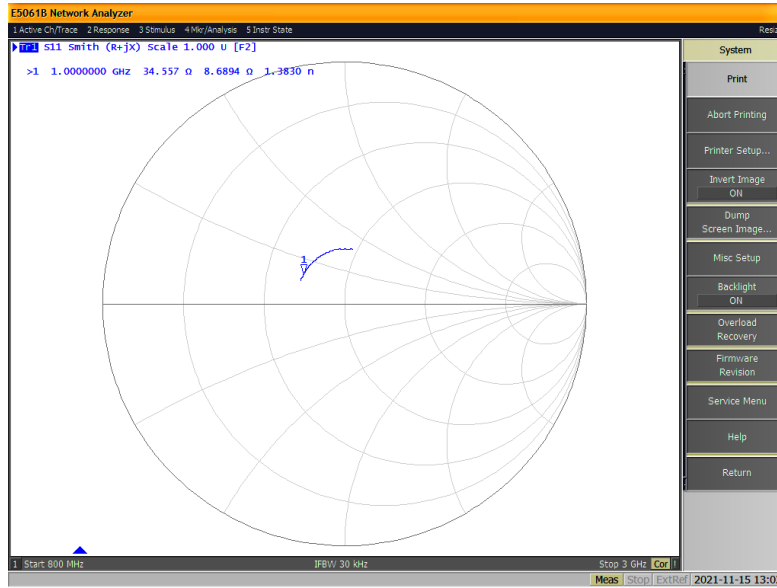 E5061B Network Analyzer
1 Active Ch/Trace 2 Response 3 Stimulus 4 Mkr/Analysis 5 Instr State
Tr1 S11 Smith (R+jX) Scale 1.000 U [F2]
>1 1.0000000 GHz 34.557 Ω 8.6894 Ω 1.3830 n
1
System
Print
Abort Printing
Printer Setup...
Invert Image
ON
Dump
Screen Image...
Misc Setup
Backlight
ON
Overload
Recovery
Firmware
Revision
Service Menu
Help
Return
1 Start 800 MHz IFBW 30 kHz Stop 3 GHz Cor !
Meas Stop ExtRef 2021-11-15 13:0